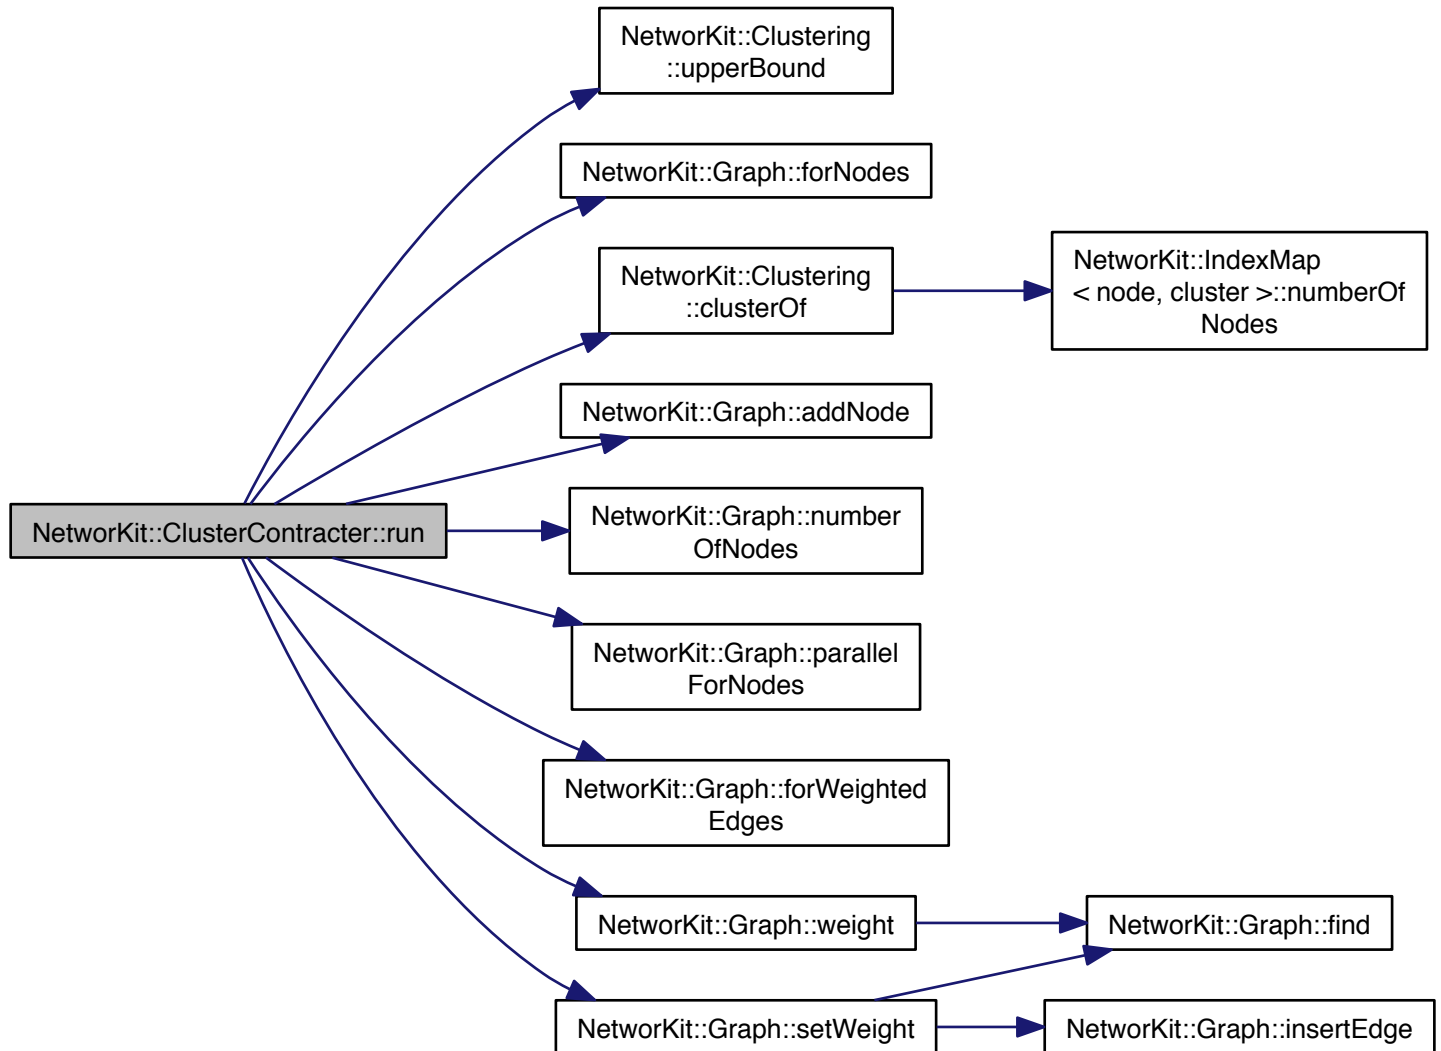 NetworKit::Clustering
::upperBound
NetworKit::Graph::forNodes
NetworKit::Clustering
::clusterOf
NetworKit::IndexMap
< node, cluster >::numberOf
Nodes
NetworKit::Graph::addNode
NetworKit::ClusterContracter::run
NetworKit::Graph::number
OfNodes
NetworKit::Graph::parallel
ForNodes
NetworKit::Graph::forWeighted
Edges
NetworKit::Graph::weight
NetworKit::Graph::find
NetworKit::Graph::setWeight
NetworKit::Graph::insertEdge